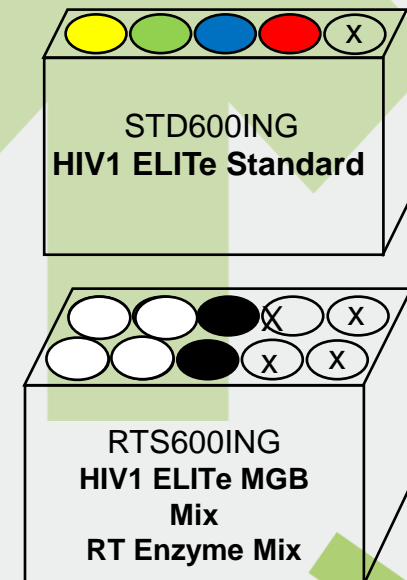 X
STD600ING
HIV1 ELITe Standard
X X
X X
RTS600ING
HIV1 ELITe MGB
Mix
RT Enzyme Mix